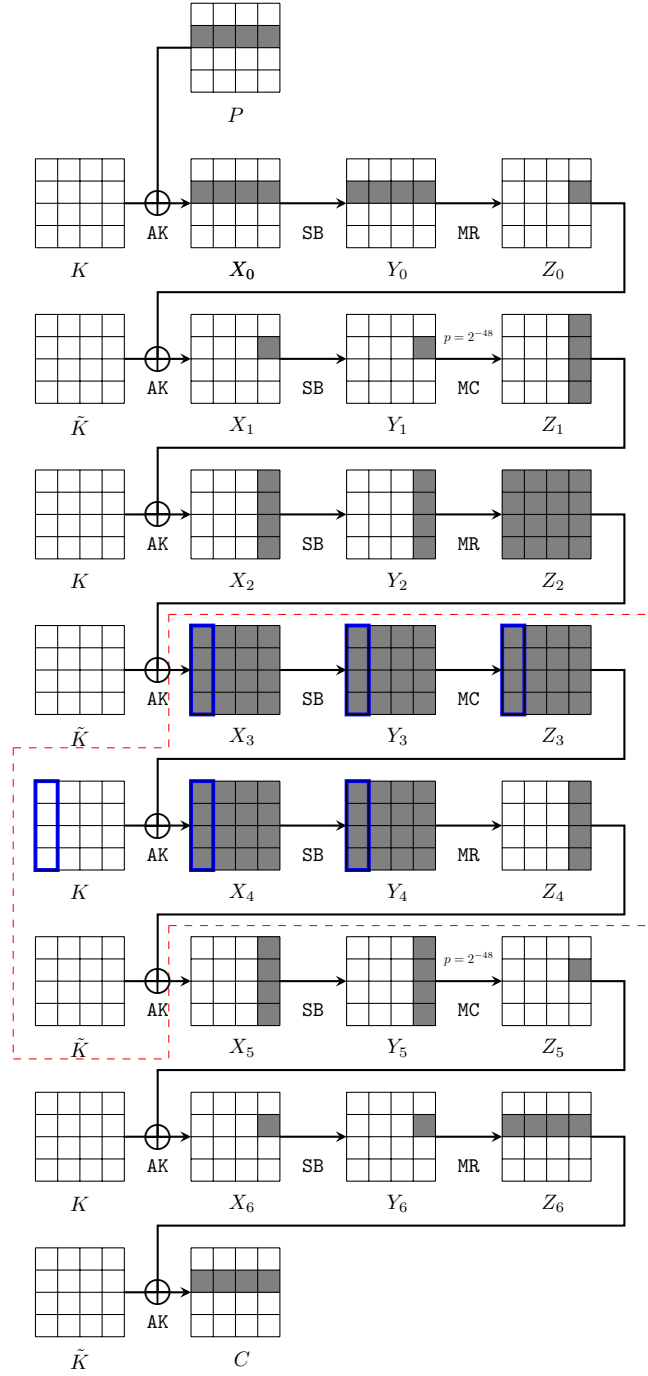 P
AK SB MR
K X₀ Y₀ Z₀
p = 2⁻⁴⁸
AK SB MC
K̃ X₁ Y₁ Z₁
AK SB MR
K X₂ Y₂ Z₂
AK SB MC
K̃ X₃ Y₃ Z₃
AK SB MR
K X₄ Y₄ Z₄
p = 2⁻⁴⁸
AK SB MC
K̃ X₅ Y₅ Z₅
AK SB MR
K X₆ Y₆ Z₆
AK
K̃ C